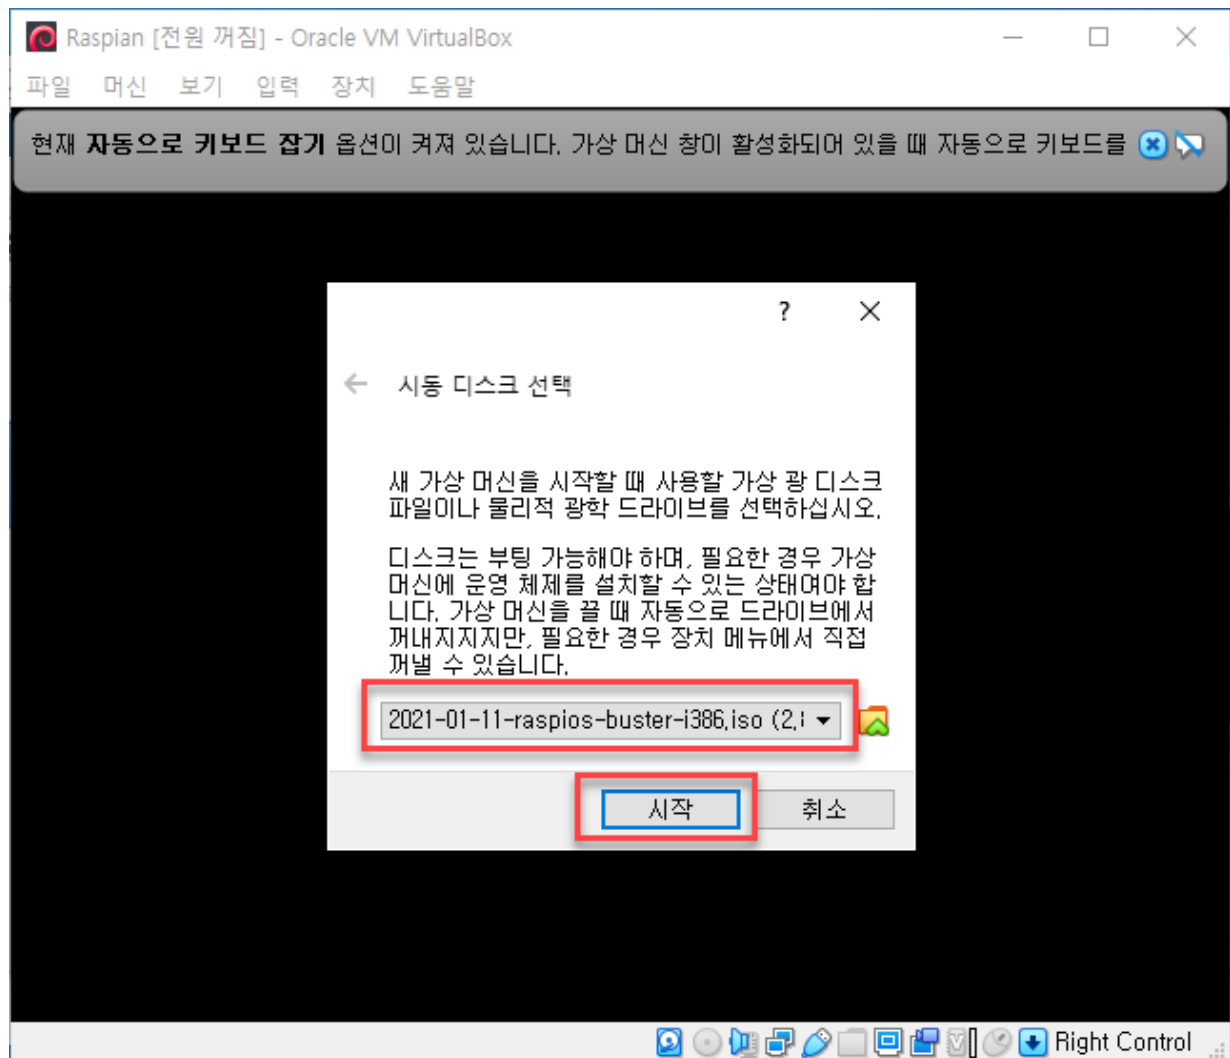 Raspian [전원 꺼짐] - Oracle VM VirtualBox
파일 머신 보기 입력 장치 도움말
현재 자동으로 키보드 잡기 옵션이 켜져 있습니다. 가상 머신 창이 활성화되어 있을 때 자동으로 키보드를
?
시동 디스크 선택
새 가상 머신을 시작할 때 사용할 가상 광 디스크
파일이나 물리적 광학 드라이브를 선택하십시오.
디스크는 부팅 가능해야 하며, 필요한 경우 가상
머신에 운영 체제를 설치할 수 있는 상태여야 합
니다. 가상 머신을 끌 때 자동으로 드라이브에서
꺼내지지지만, 필요한 경우 장치 메뉴에서 직접
꺼낼 수 있습니다.
2021-01-11-raspios-buster-i386.iso (2.
시작 취소
Right Control